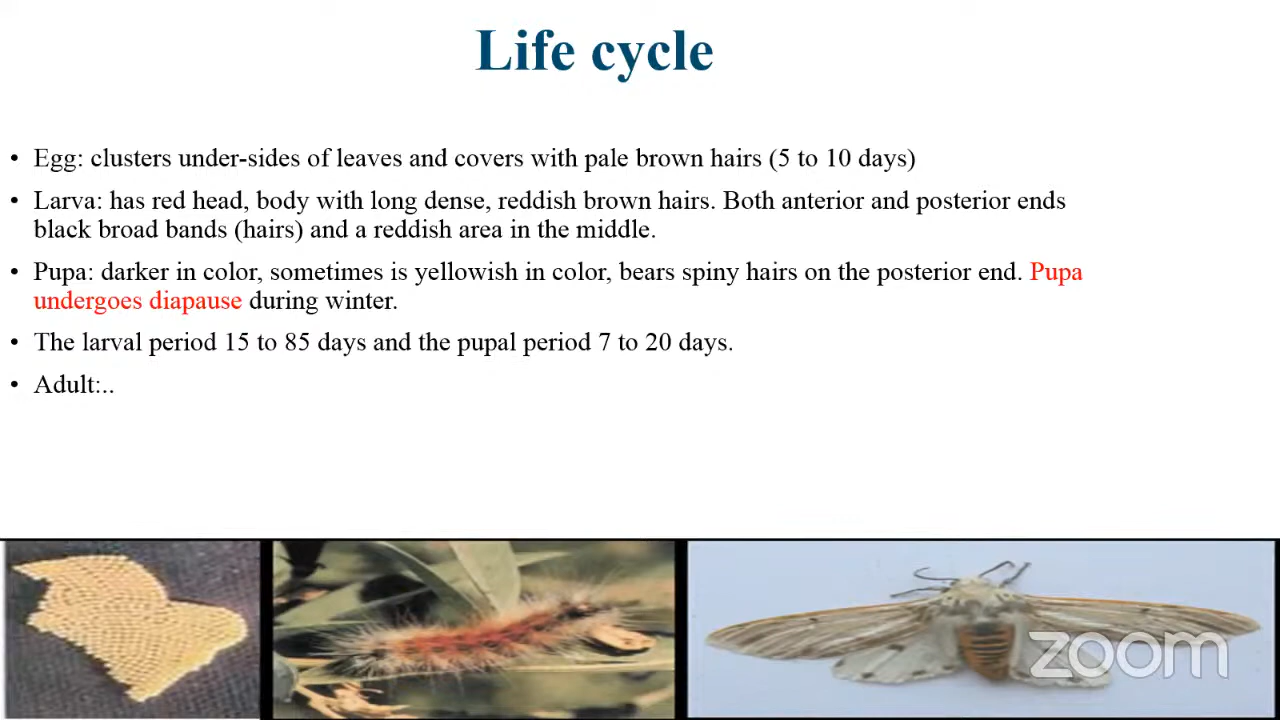 Life cycle
• Egg: clusters under-sides of leaves and covers with pale brown hairs (5 to 10 days)
• Larva: has red head, body with long dense, reddish brown hairs. Both anterior and posterior ends
black broad bands (hairs) and a reddish area in the middle.
• Pupa: darker in color, sometimes is yellowish in color, bears spiny hairs on the posterior end. Pupa
undergoes diapause during winter.
• The larval period 15 to 85 days and the pupal period 7 to 20 days.
• Adult:..
zoom